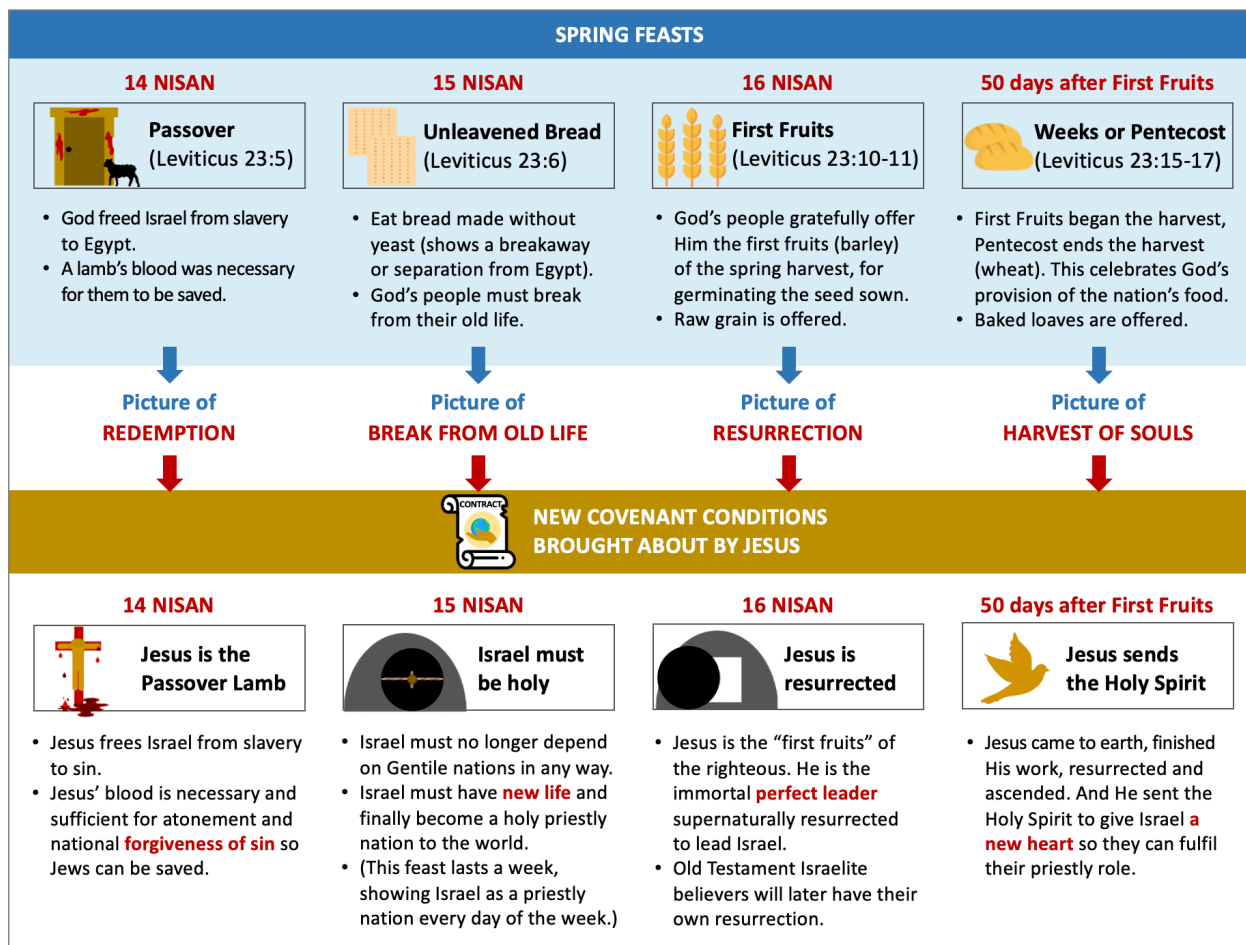 SPRING FEASTS
14 NISAN
Passover
(Leviticus 23:5)
• God freed Israel from slavery
to Egypt.
• A lamb’s blood was necessary
for them to be saved.
Picture of
REDEMPTION
15 NISAN
Unleavened Bread
(Leviticus 23:6)
• Eat bread made without
yeast (shows a breakaway
or separation from Egypt).
• God’s people must break
from their old life.
Picture of
BREAK FROM OLD LIFE
16 NISAN
First Fruits
(Leviticus 23:10-11)
• God’s people gratefully offer
Him the first fruits (barley)
of the spring harvest, for
germinating the seed sown.
• Raw grain is offered.
Picture of
RESURRECTION
50 days after First Fruits
Weeks or Pentecost
(Leviticus 23:15-17)
• First Fruits began the harvest,
Pentecost ends the harvest
(wheat). This celebrates God’s
provision of the nation’s food.
• Baked loaves are offered.
Picture of
HARVEST OF SOULS
CONTRACT
NEW COVENANT CONDITIONS
BROUGHT ABOUT BY JESUS
14 NISAN
Jesus is the
Passover Lamb
• Jesus frees Israel from slavery
to sin.
• Jesus’ blood is necessary and
sufficient for atonement and
national forgiveness of sin so
Jews can be saved.
15 NISAN
Israel must
be holy
• Israel must no longer depend
on Gentile nations in any way.
• Israel must have new life and
finally become a holy priestly
nation to the world.
• (This feast lasts a week,
showing Israel as a priestly
nation every day of the week.)
16 NISAN
Jesus is
resurrected
• Jesus is the “first fruits” of
the righteous. He is the
immortal perfect leader
supernaturally resurrected
to lead Israel.
• Old Testament Israelite
believers will later have their
own resurrection.
50 days after First Fruits
Jesus sends
the Holy Spirit
• Jesus came to earth, finished
His work, resurrected and
ascended. And He sent the
Holy Spirit to give Israel a
new heart so they can fulfil
their priestly role.